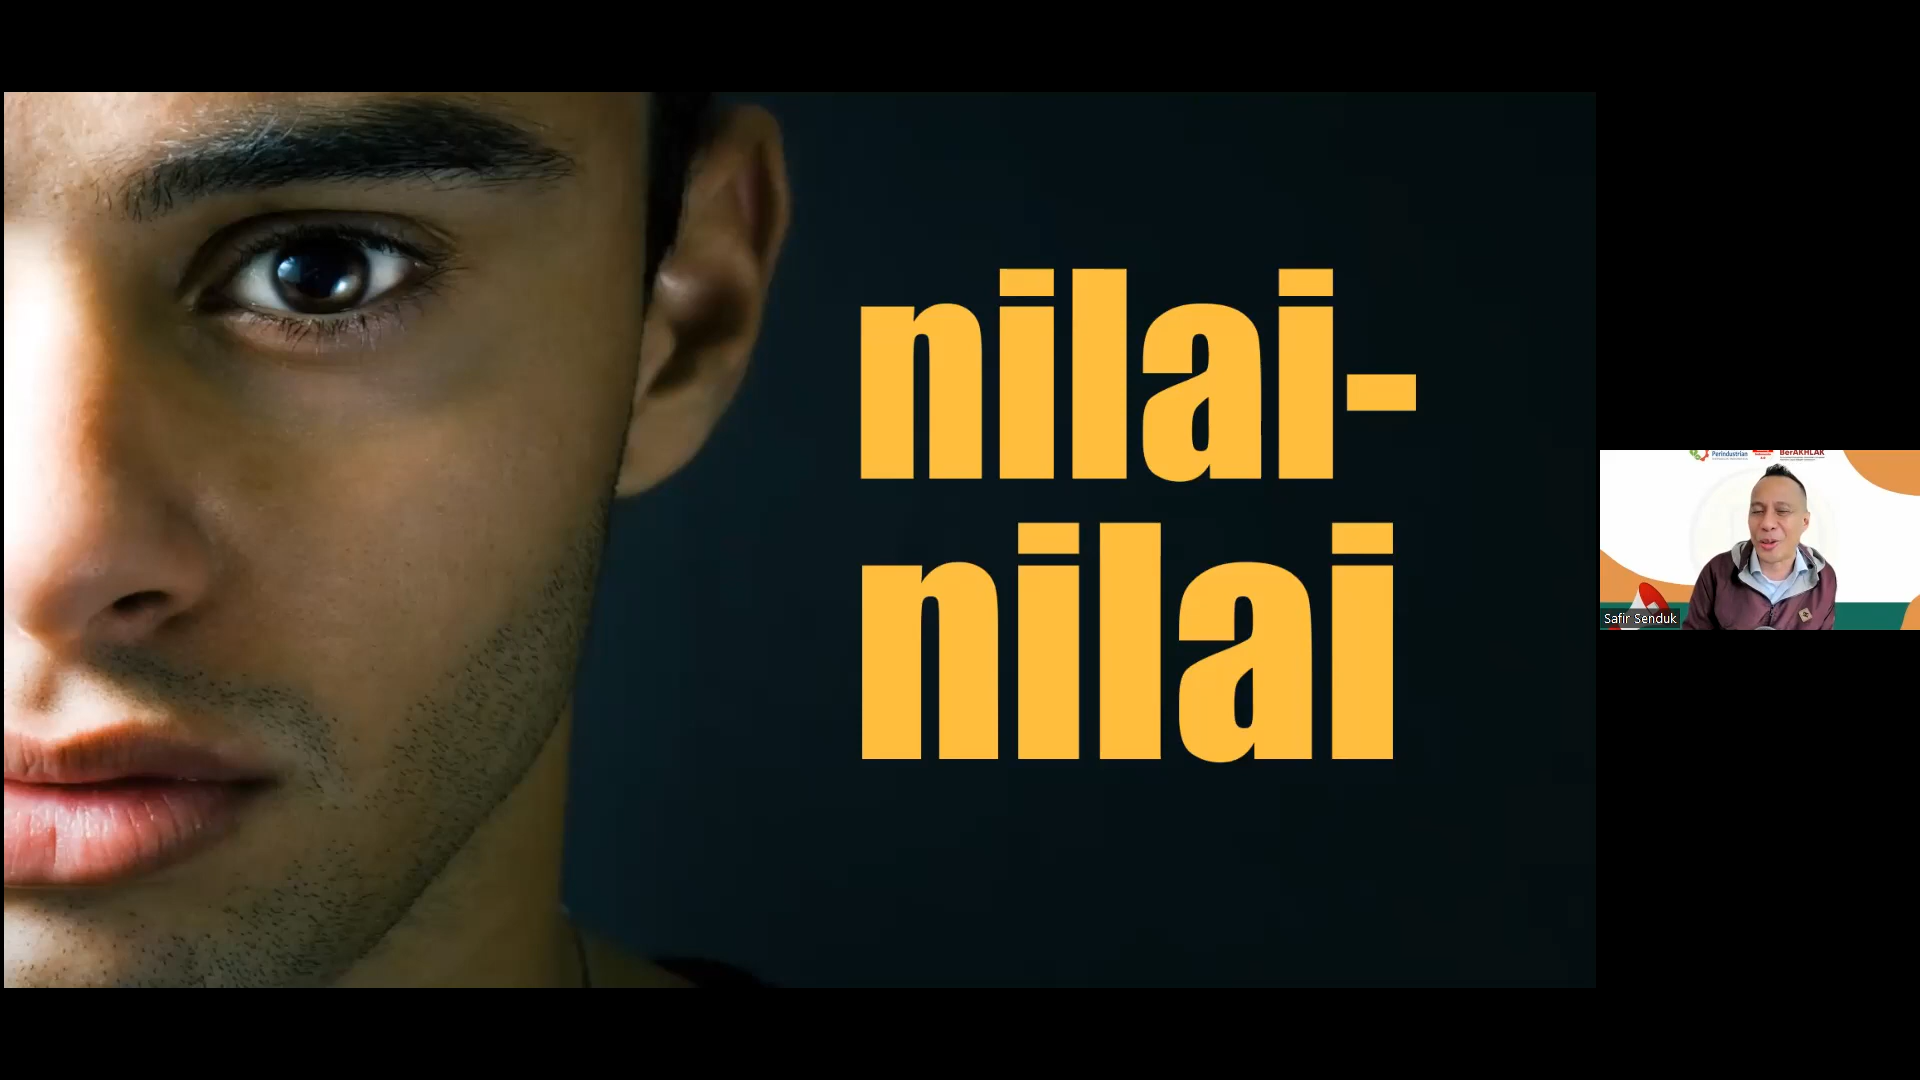 nilai-
nilai
Perindustrian
BerAKHLAK
Safir Senduk